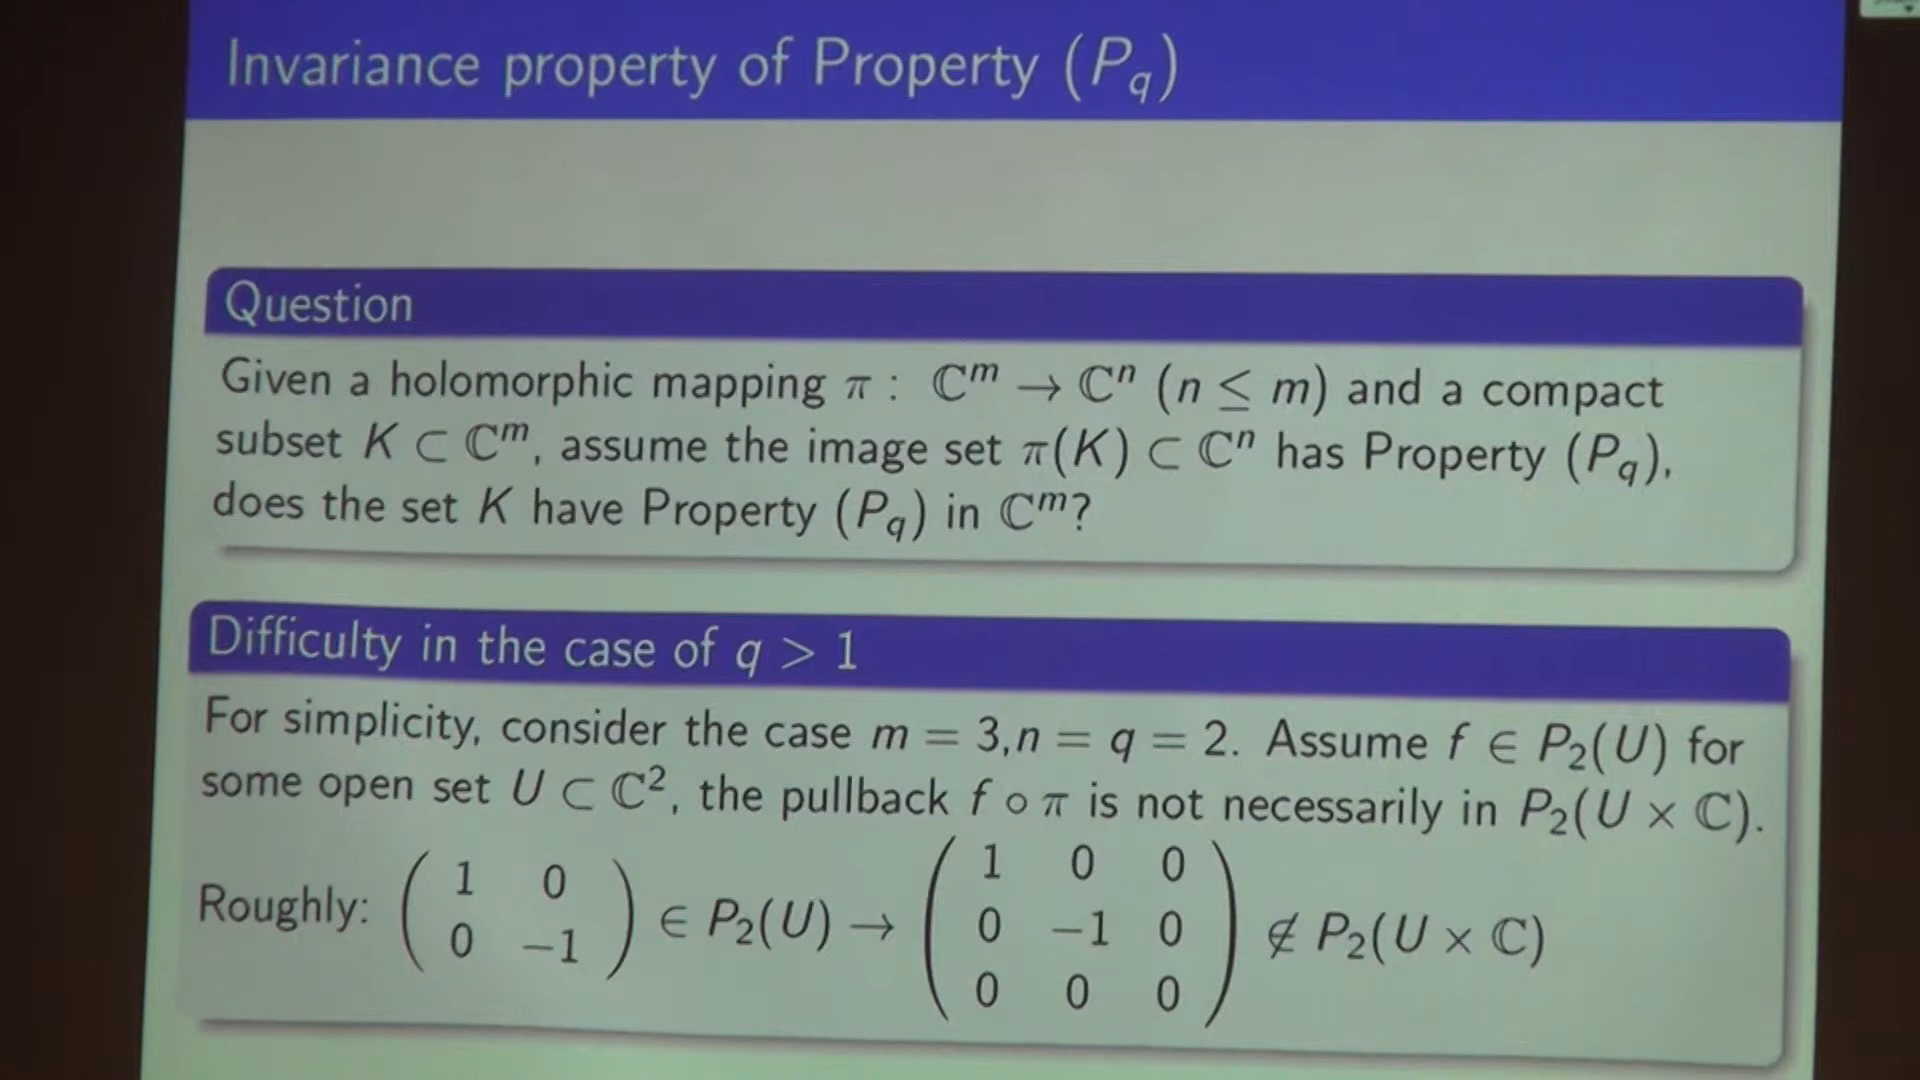 Invariance property of Property (P_q)
Question
Given a holomorphic mapping π : ℂ^m → ℂ^n (n ≤ m) and a compact
subset K ⊂ ℂ^m, assume the image set π(K) ⊂ ℂ^n has Property (P_q),
does the set K have Property (P_q) in ℂ^m?
Difficulty in the case of q > 1
For simplicity, consider the case m = 3, n = q = 2. Assume f ∈ P_2(U) for
some open set U ⊂ ℂ^2, the pullback f ∘ π is not necessarily in P_2(U × ℂ).
Roughly: ( 1 0 ; 0 −1 ) ∈ P_2(U) → ( 1 0 0 ; 0 −1 0 ; 0 0 0 ) ∉ P_2(U × ℂ)